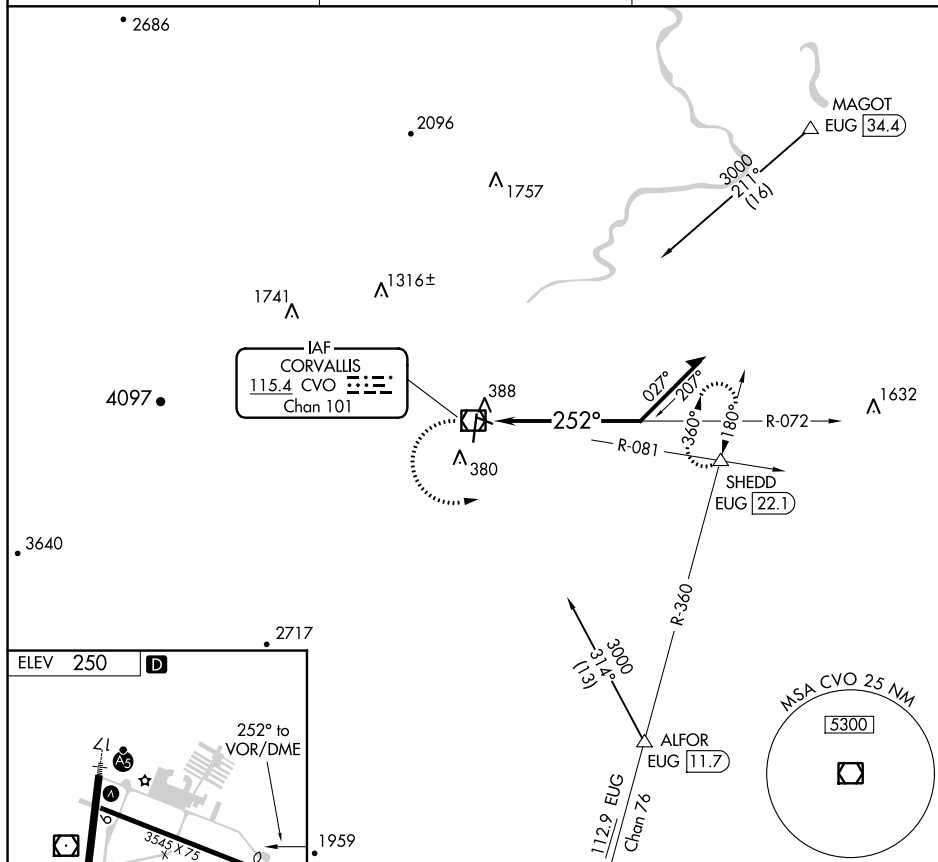 2686
MAGOT
EUG 34.4
2096
3000
211°
(16)
1757
1316±
1741
IAF
CORVALLIS
115.4 CVO
Chan 101
4097
388
252°
027°
207°
360°
180°
R-072
1632
R-081
380
SHEDD
EUG 22.1
3640
R-360
2717
3000
314°
(13)
ELEV 250 D
MSA CVO 25 NM
5300
252° to
VOR/DME
ALFOR
EUG 11.7
17
A5
V
9
3545 X 75
1959
112.9 EUG
Chan 76